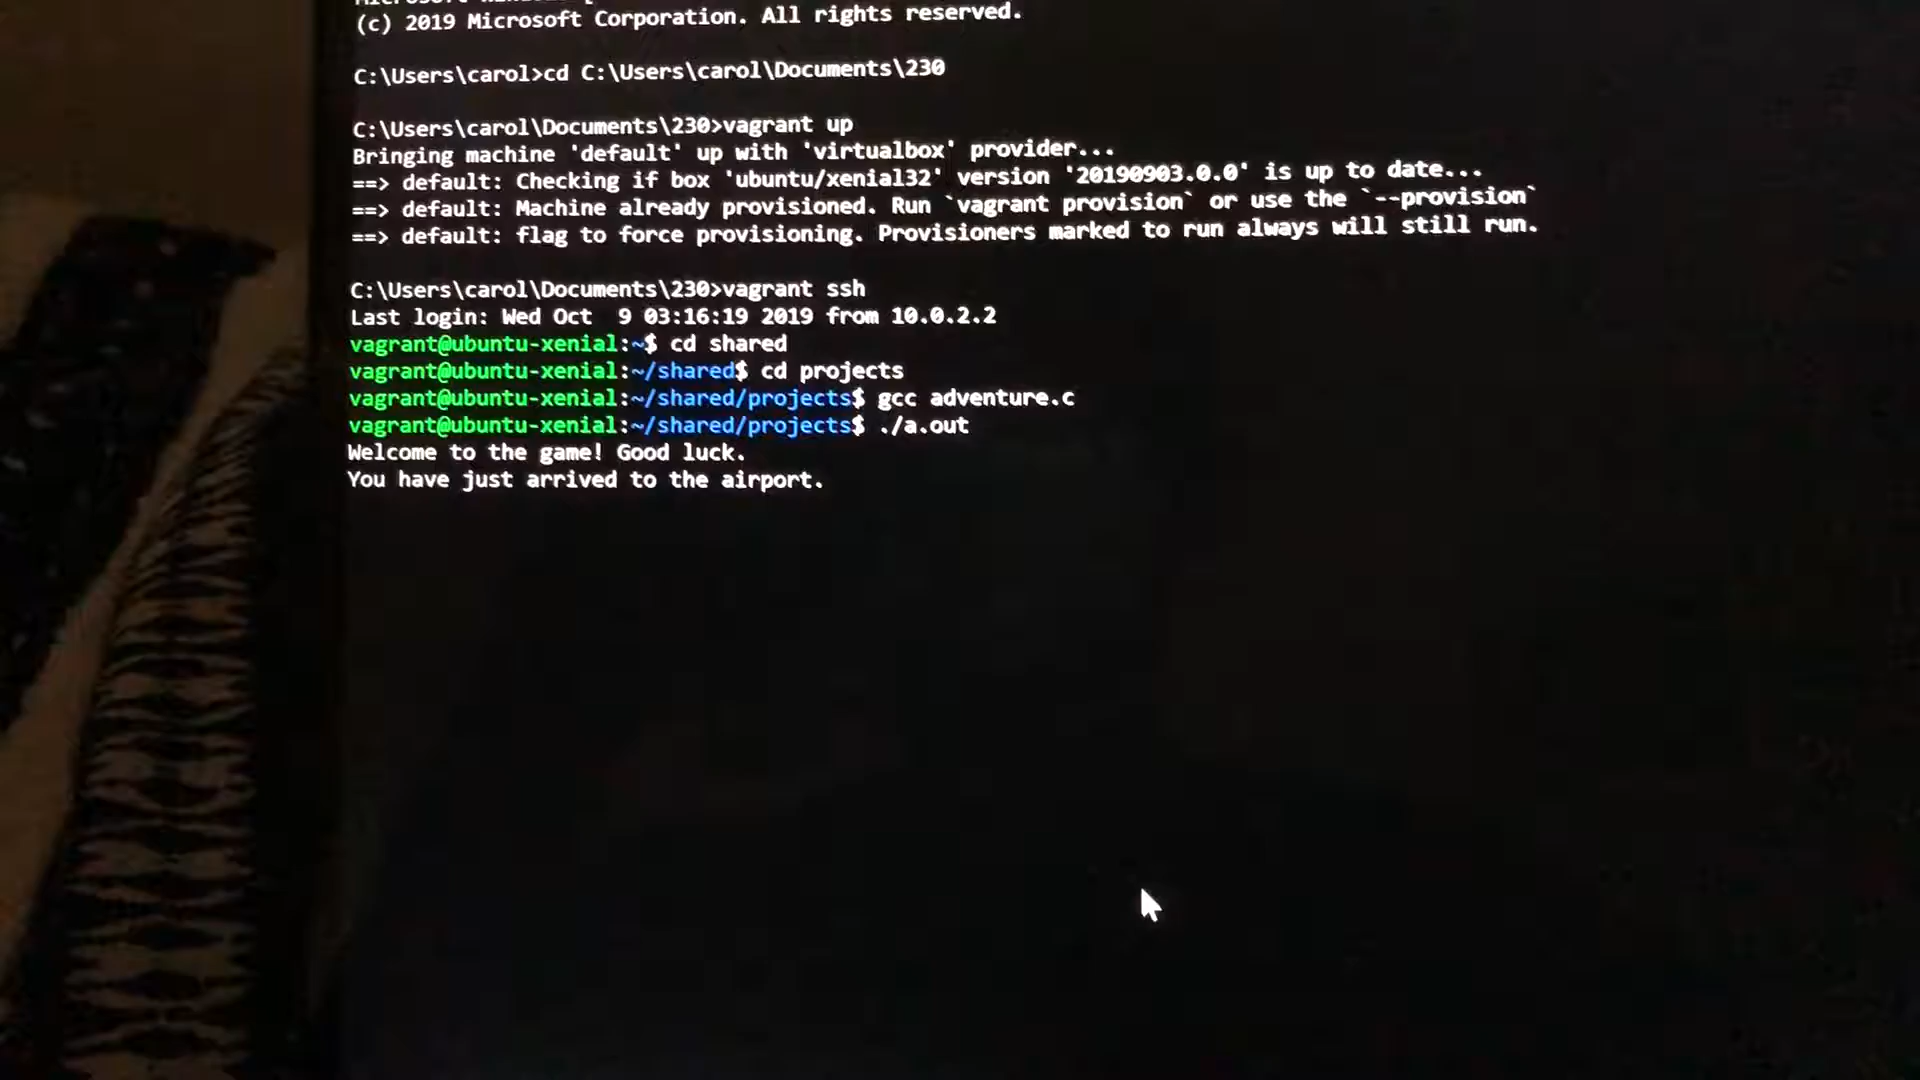 (c) 2019 Microsoft Corporation. All rights reserved.
C:\Users\carol>cd C:\Users\carol\Documents\230
C:\Users\carol\Documents\230>vagrant up
Bringing machine 'default' up with 'virtualbox' provider...
==> default: Checking if box 'ubuntu/xenial32' version '20190903.0.0' is up to date...
==> default: Machine already provisioned. Run `vagrant provision` or use the `--provision`
==> default: flag to force provisioning. Provisioners marked to run always will still run.
C:\Users\carol\Documents\230>vagrant ssh
Last login: Wed Oct  9 03:16:19 2019 from 10.0.2.2
vagrant@ubuntu-xenial:~$ cd shared
vagrant@ubuntu-xenial:~/shared$ cd projects
vagrant@ubuntu-xenial:~/shared/projects$ gcc adventure.c
vagrant@ubuntu-xenial:~/shared/projects$ ./a.out
Welcome to the game! Good luck.
You have just arrived to the airport.